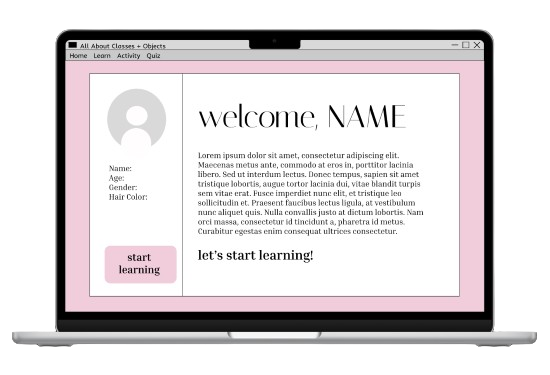 All About Classes + Objects
Home Learn Activity Quiz
welcome, NAME
Name:
Age:
Gender:
Hair Color:
start
learning
Lorem ipsum dolor sit amet, consectetur adipiscing elit.
Maecenas metus ante, commodo at eros in, porttitor lacinia
libero. Sed ut interdum lectus. Donec tempus, sapien sit amet
tristique lobortis, augue tortor lacinia dui, vitae blandit turpis
sem vitae erat. Fusce imperdiet nunc elit, et tristique leo
sollicitudin et. Praesent faucibus lectus ligula, at vestibulum
nunc aliquet quis. Nulla convallis justo at dictum lobortis. Nam
orci massa, consectetur id tincidunt a, pharetra id metus.
Curabitur egestas enim consequat ultrices consectetur.
let's start learning!